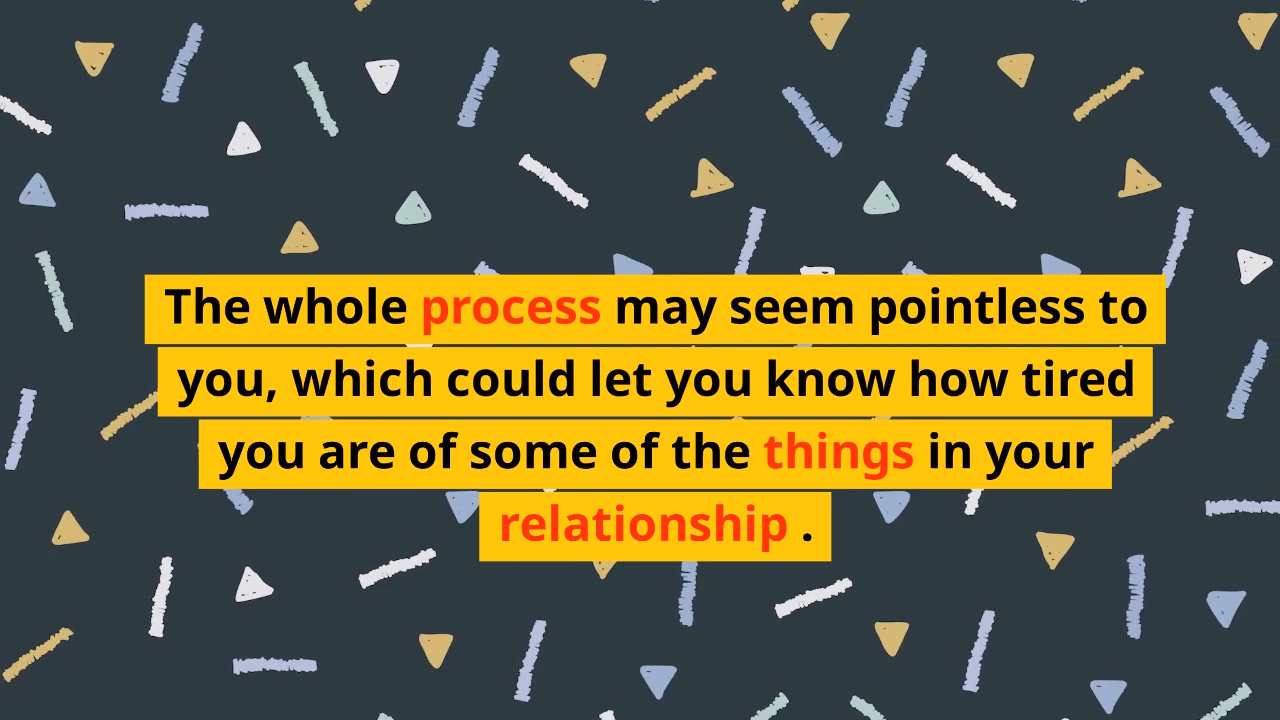 The whole process may seem pointless to
you, which could let you know how tired
you are of some of the things in your
relationship .